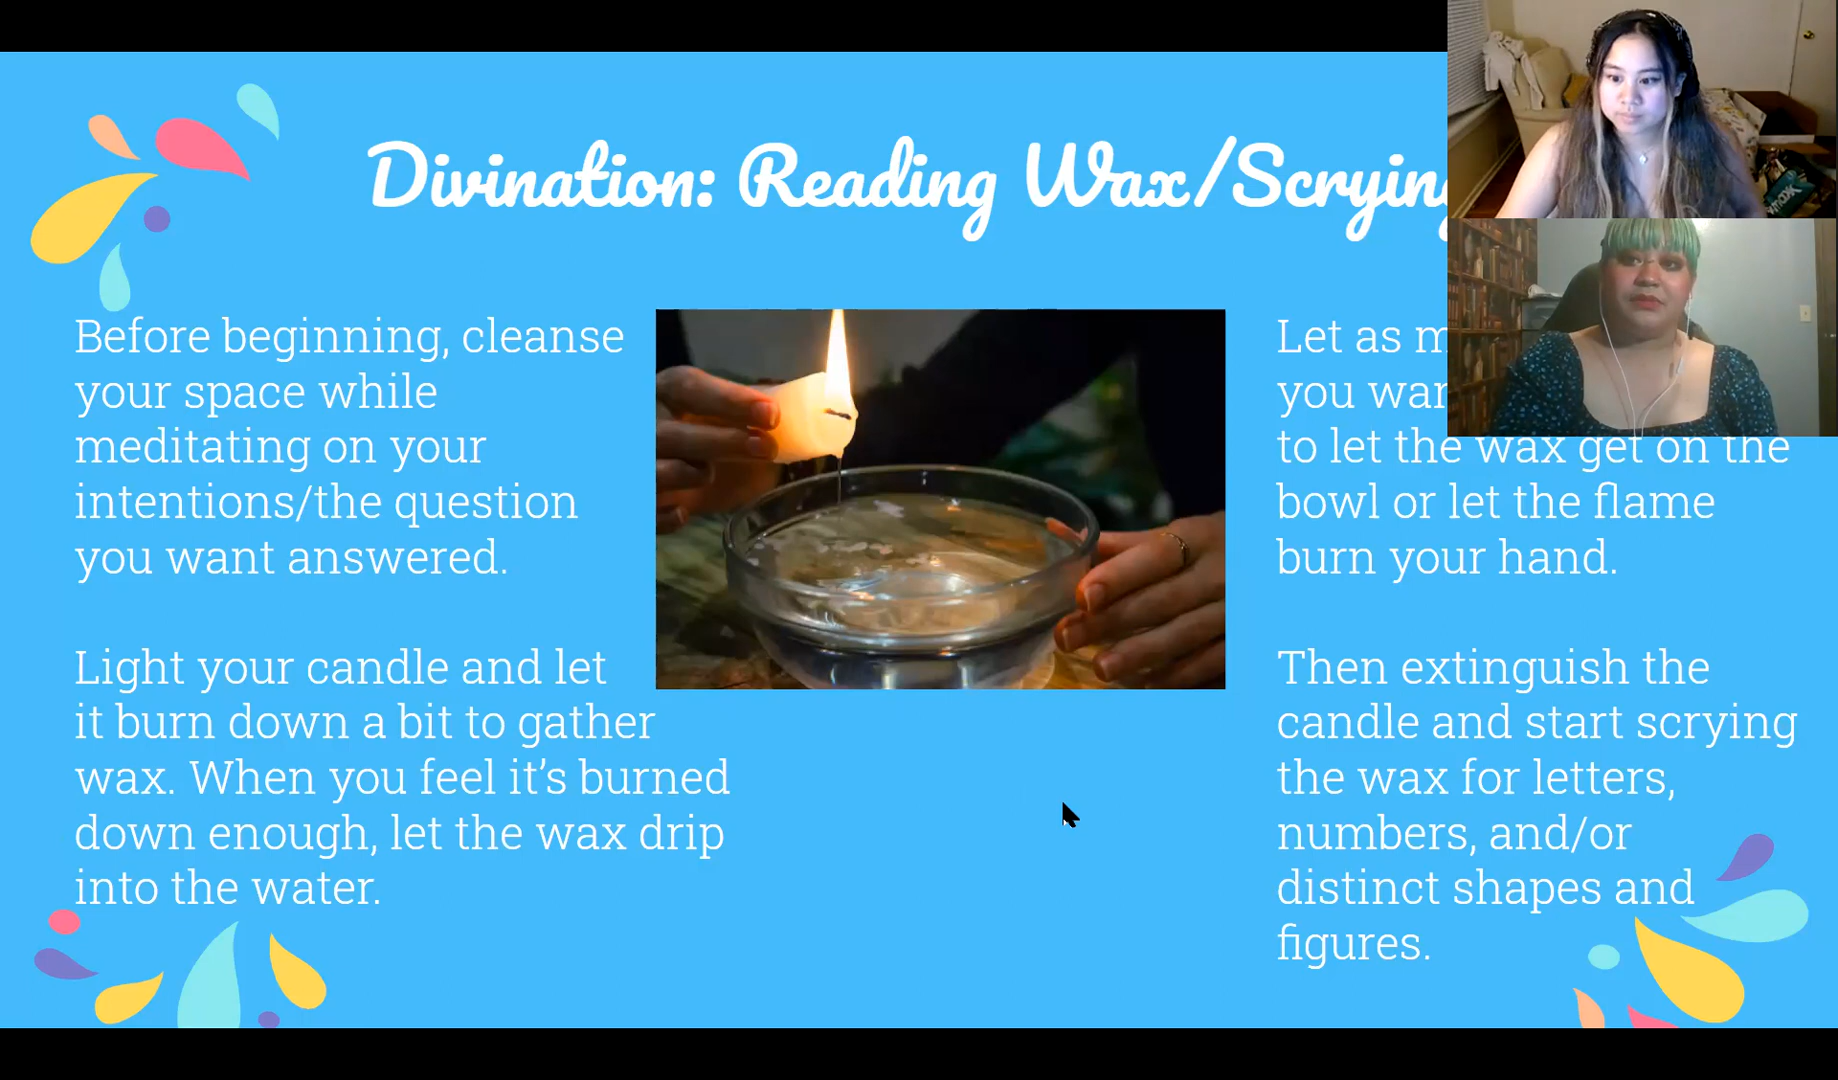 Divination: Reading Wax/Scrying
Before beginning, cleanse
your space while
meditating on your
intentions/the question
you want answered.
Light your candle and let
it burn down a bit to gather
wax. When you feel it's burned
down enough, let the wax drip
into the water.
Let as
you
to let the wax get on the
bowl or let the flame
burn your hand.
Then extinguish the
candle and start scrying
the wax for letters,
numbers, and/or
distinct shapes and
figures.